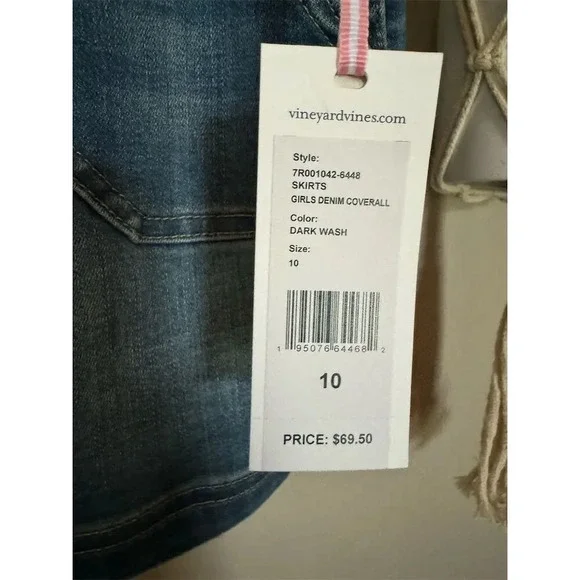 vineyardvines.com
Style:
7R001042-6448
SKIRTS
GIRLS DENIM COVERALL
Color:
DARK WASH
Size:
10
1 95076 64468 2
10
PRICE: $69.50